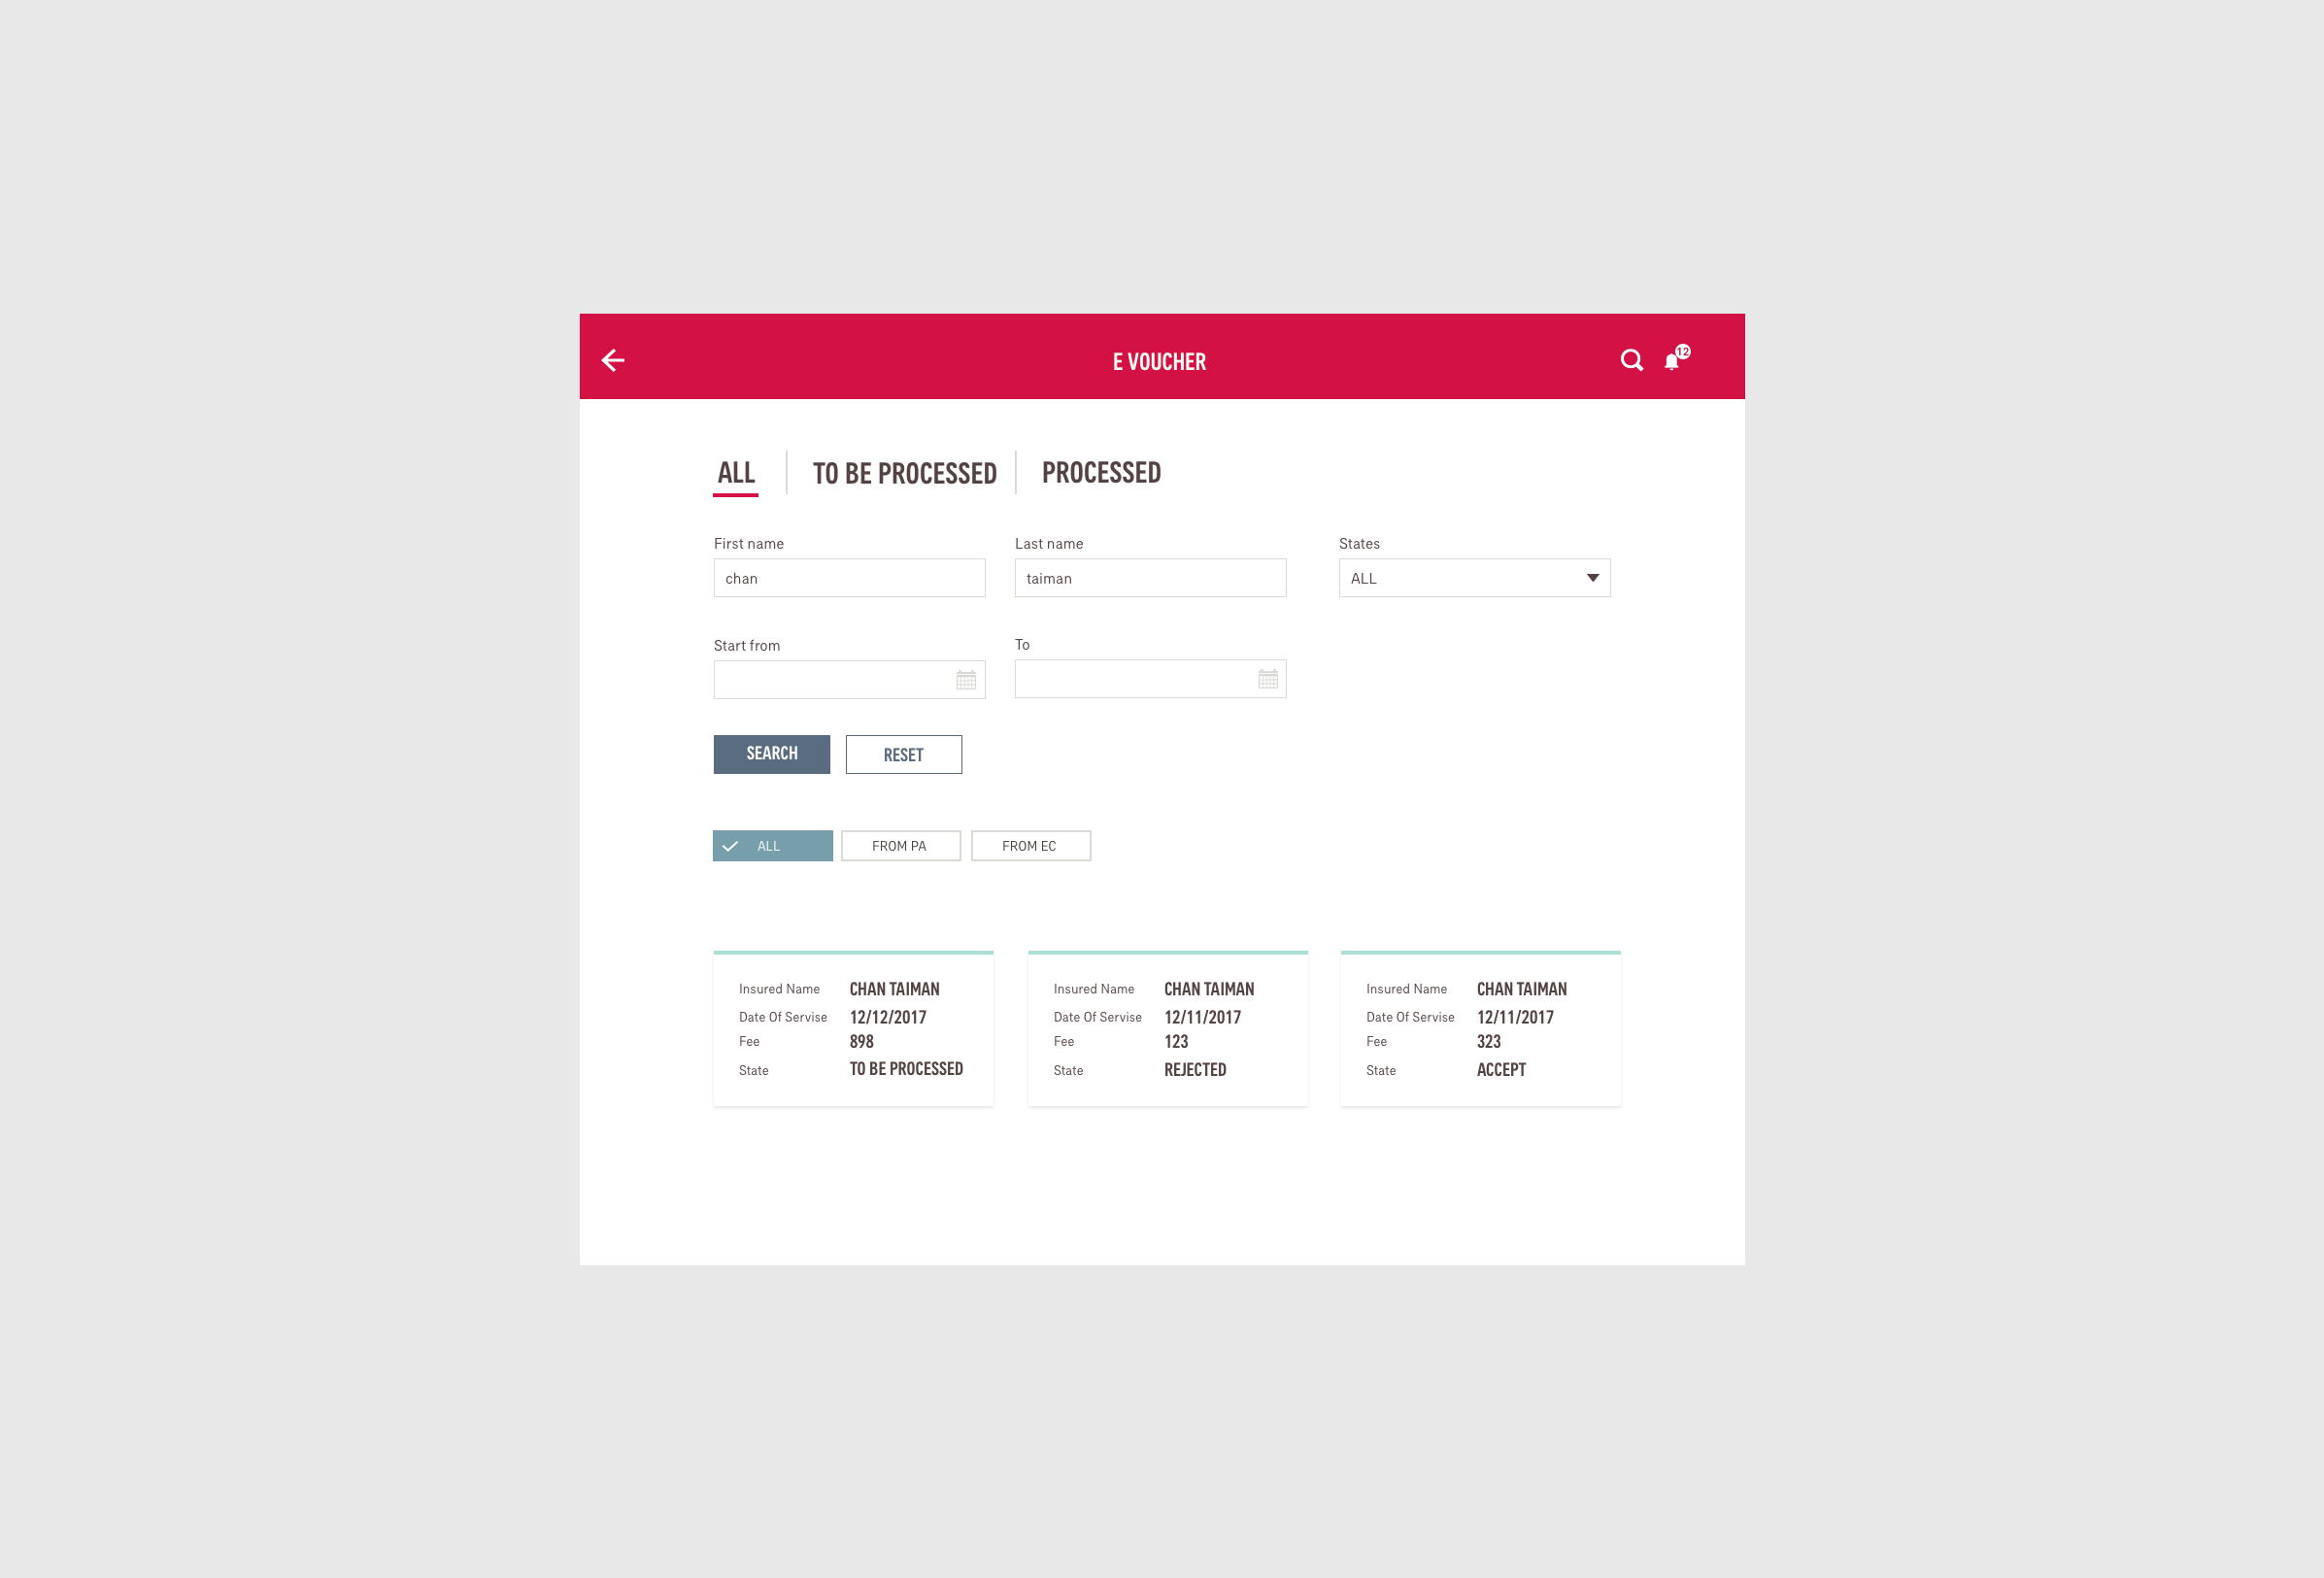 E VOUCHER
12
ALL
TO BE PROCESSED
PROCESSED
First name
Last name
States
chan
taiman
ALL
Start from
To
SEARCH
RESET
ALL
FROM PA
FROM EC
Insured Name CHAN TAIMAN
Date Of Servise 12/12/2017
Fee 898
State TO BE PROCESSED
Insured Name CHAN TAIMAN
Date Of Servise 12/11/2017
Fee 123
State REJECTED
Insured Name CHAN TAIMAN
Date Of Servise 12/11/2017
Fee 323
State ACCEPT